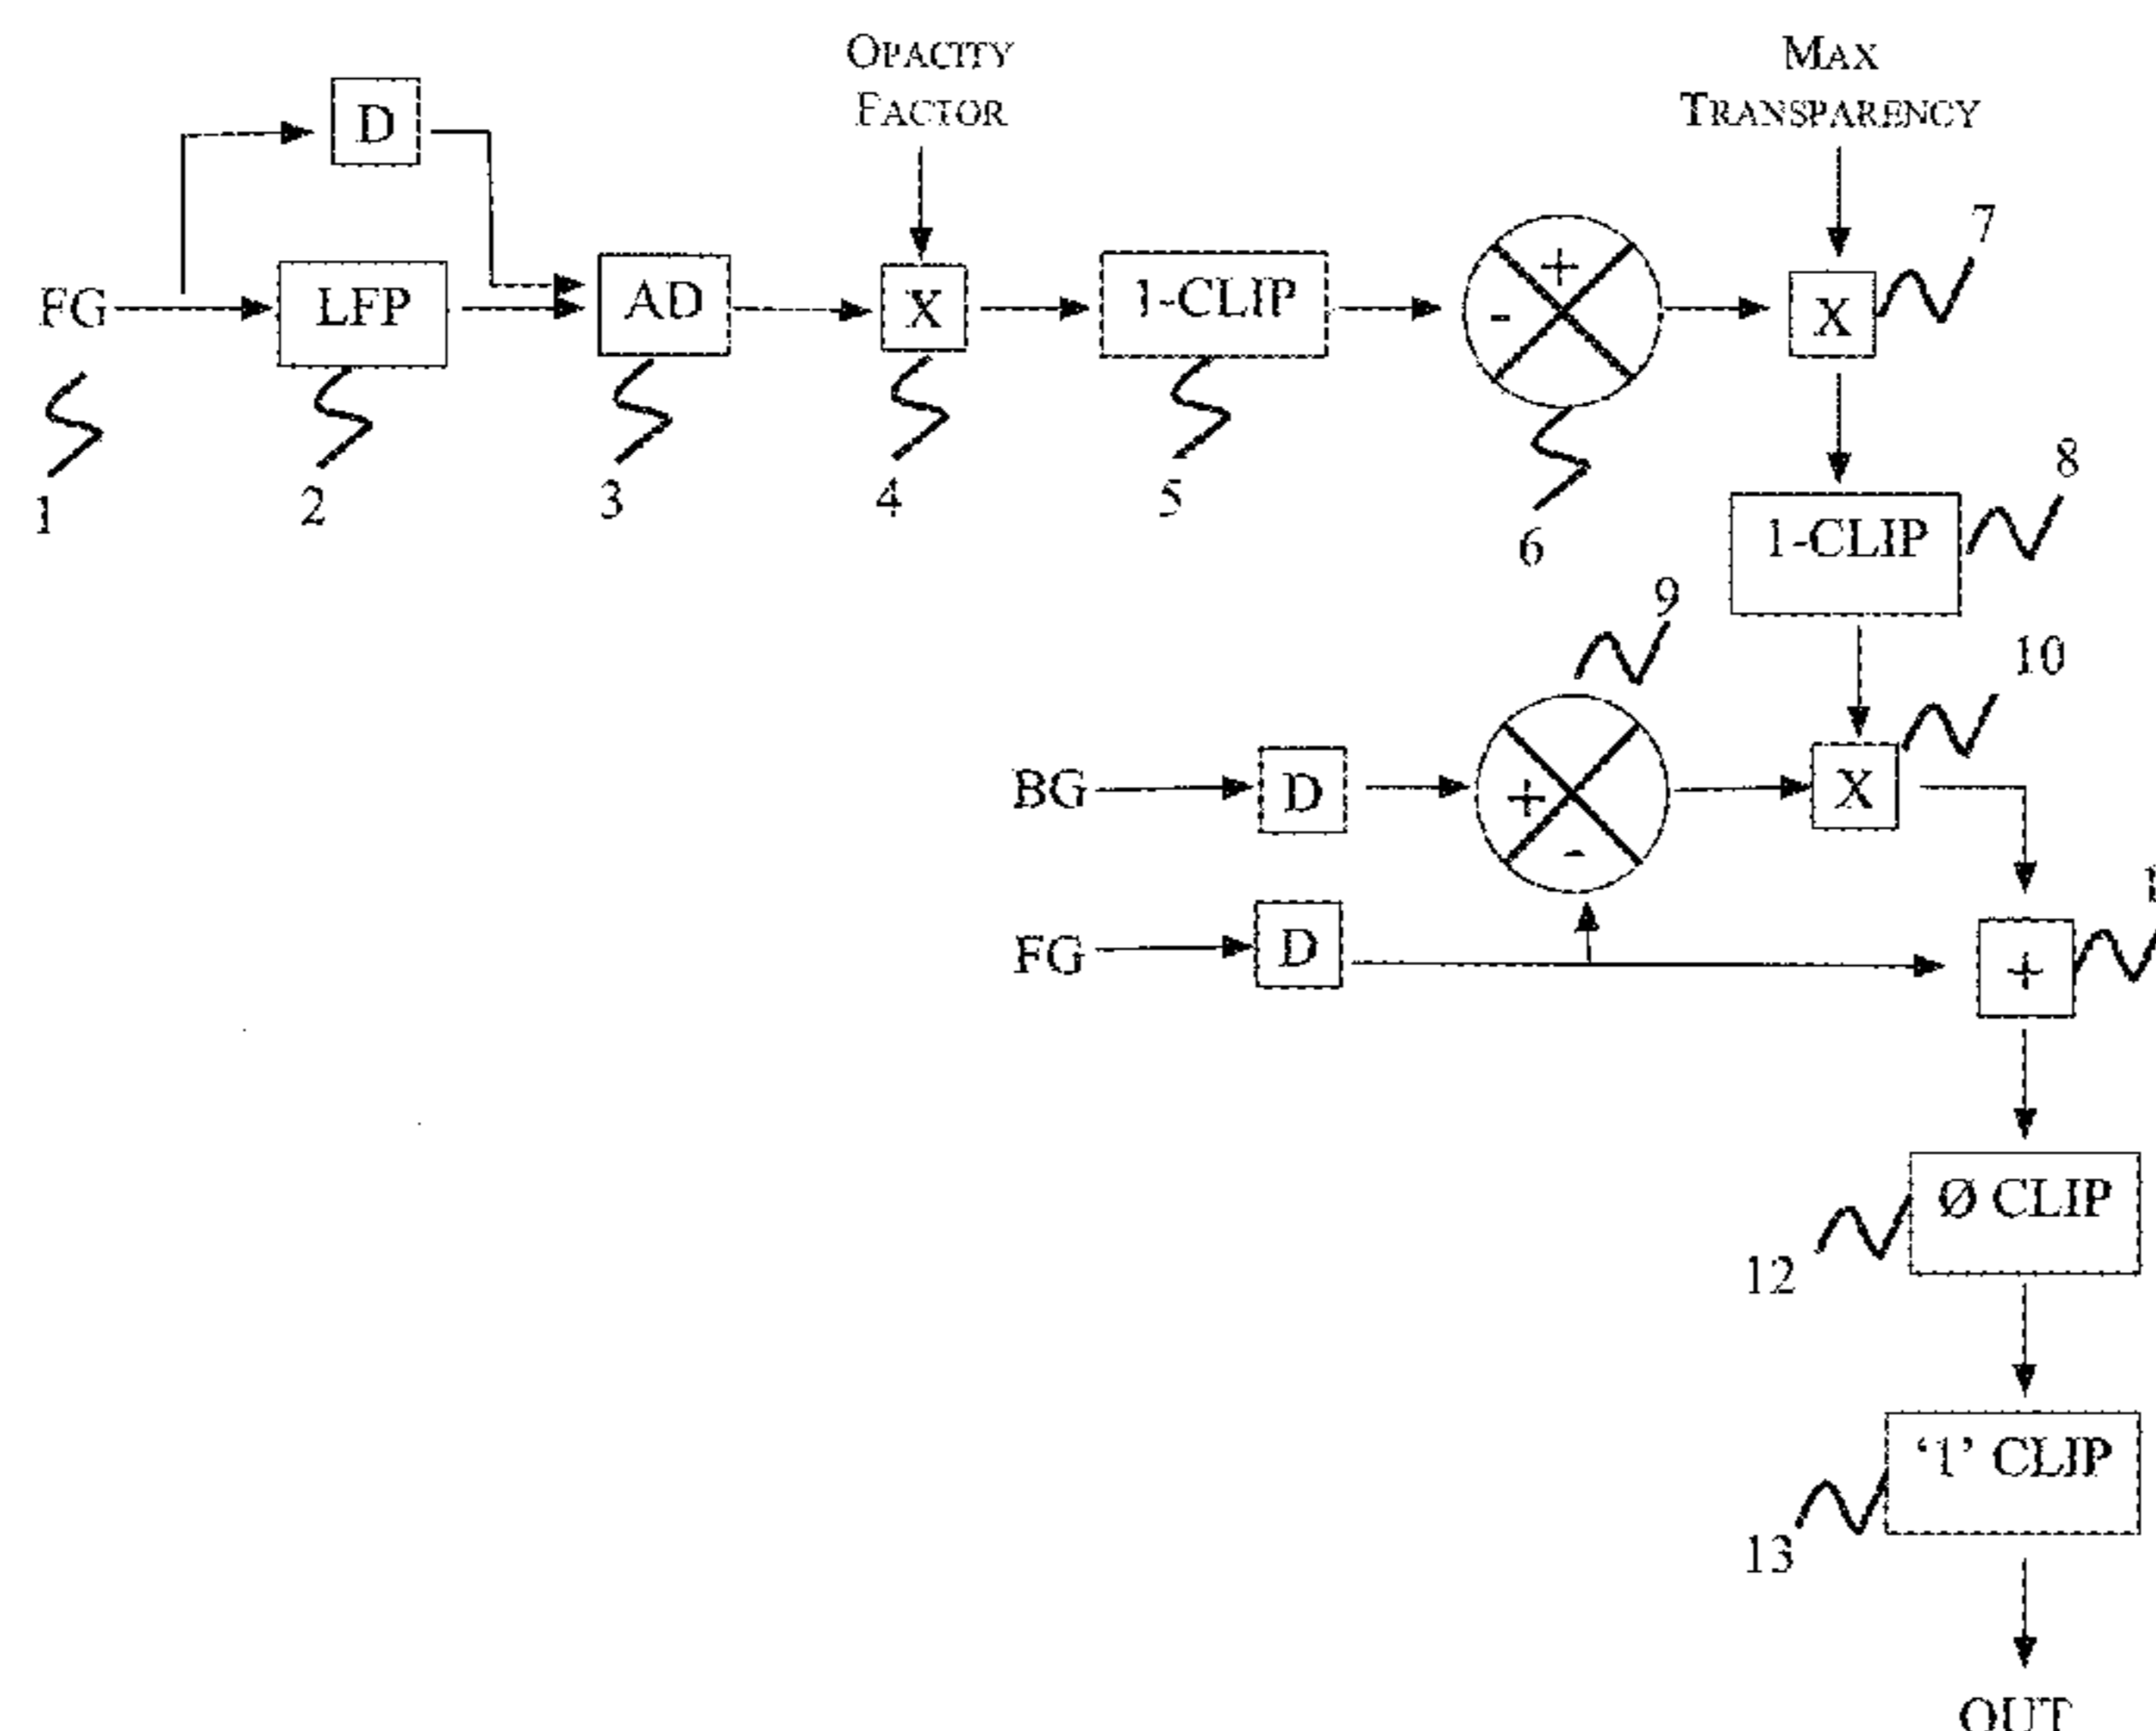 OPACITY
FACTOR
MAX
TRANSPARENCY
D
FG
LFP
AD
X
1-CLIP
+
-
X
7
1
2
3
4
5
6
1-CLIP
8
9
10
BG
D
+
-
X
FG
D
+
Ø CLIP
12
'1' CLIP
13
OUT